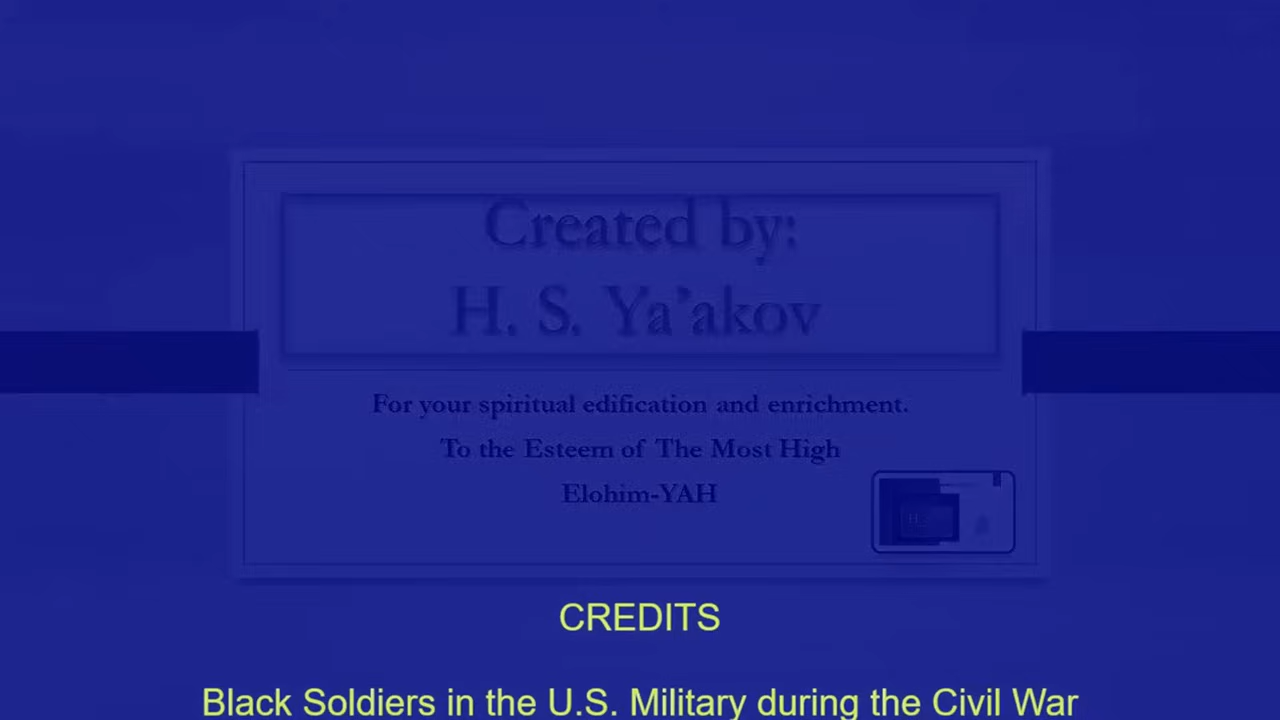 Created by:
H. S. Ya’akov
For your spiritual edification and enrichment.
To the Esteem of The Most High
Elohim-YAH
CREDITS
Black Soldiers in the U.S. Military during the Civil War